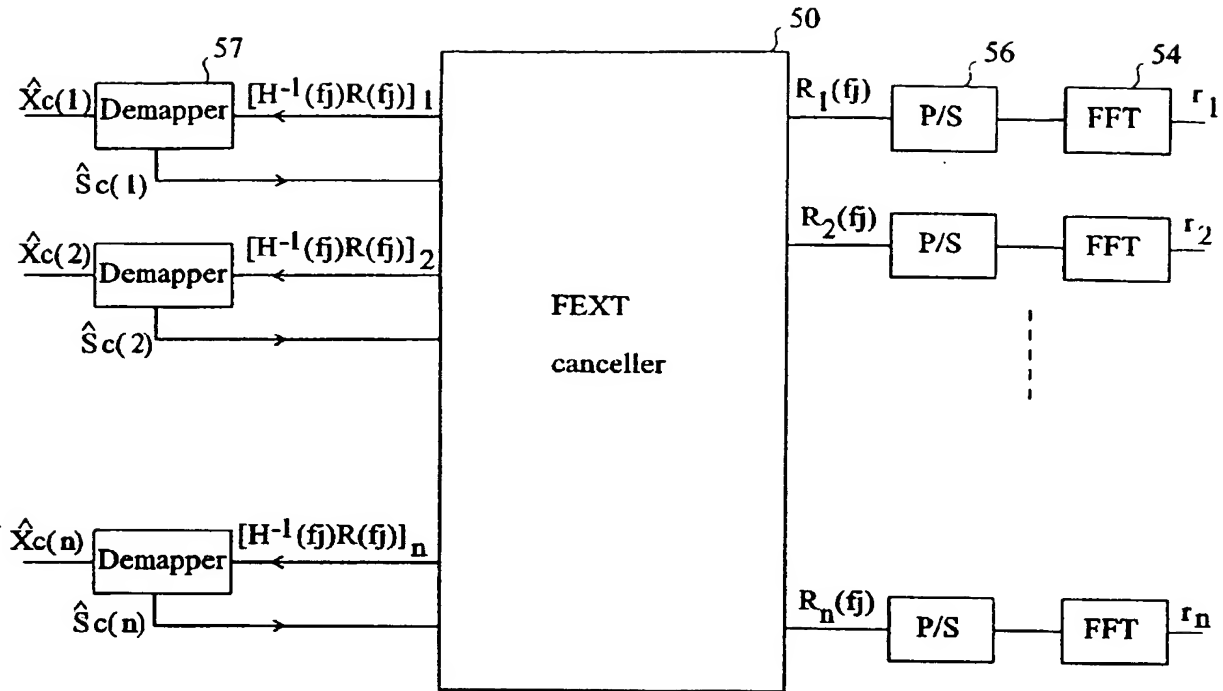 50
57
56
54
X̂c(1) Demapper [H⁻¹(fj)R(fj)]₁ R₁(fj) P/S FFT r₁
Ŝc(1)
X̂c(2) Demapper [H⁻¹(fj)R(fj)]₂ R₂(fj) P/S FFT r₂
Ŝc(2)
FEXT
canceller
X̂c(n) Demapper [H⁻¹(fj)R(fj)]ₙ Rₙ(fj) P/S FFT rₙ
Ŝc(n)